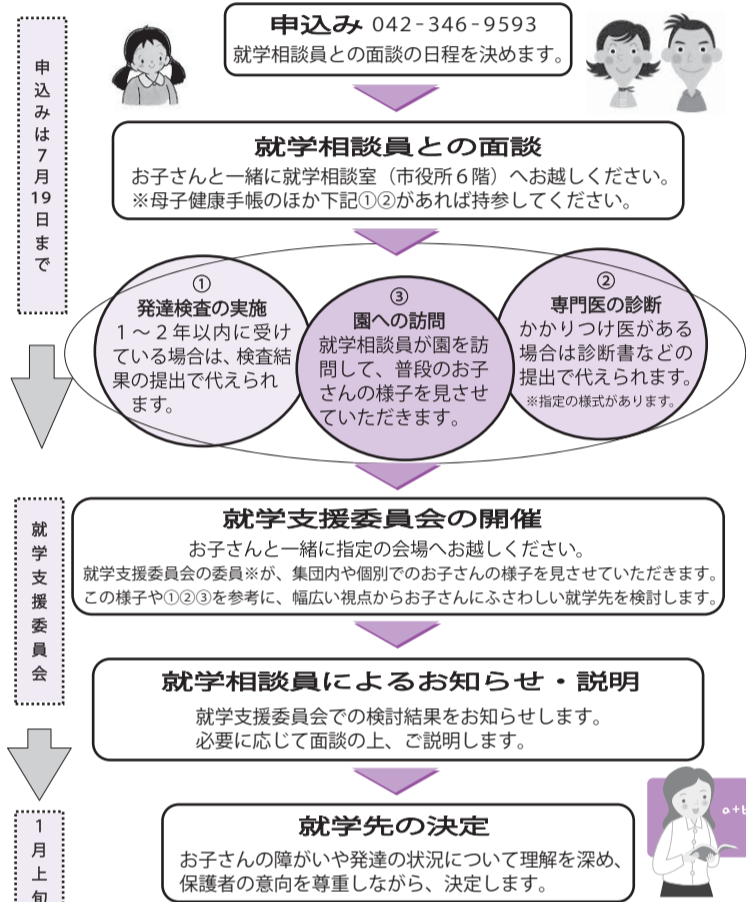 申込み 042-346-9593
就学相談員との面談の日程を決めます。
申込みは7月19日まで
就学相談員との面談
お子さんと一緒に就学相談室（市役所６階）へお越しください。
※母子健康手帳のほか下記①②があれば持参してください。
①
発達検査の実施
１～２年以内に受け
ている場合は、検査結
果の提出で代えられ
ます。
③
園への訪問
就学相談員が園を訪
問して、普段のお子
さんの様子を見させ
ていただきます。
②
専門医の診断
かかりつけ医がある
場合は診断書などの
提出で代えられます。
※指定の様式があります。
就学支援委員会
就学支援委員会の開催
お子さんと一緒に指定の会場へお越しください。
就学支援委員会の委員※が、集団内や個別でのお子さんの様子を見させていただきます。
この様子や①②③を参考に、幅広い視点からお子さんにふさわしい就学先を検討します。
就学相談員によるお知らせ・説明
就学支援委員会での検討結果をお知らせします。
必要に応じて面談の上、ご説明します。
1月上旬
就学先の決定
お子さんの障がいや発達の状況について理解を深め、
保護者の意向を尊重しながら、決定します。
a+b